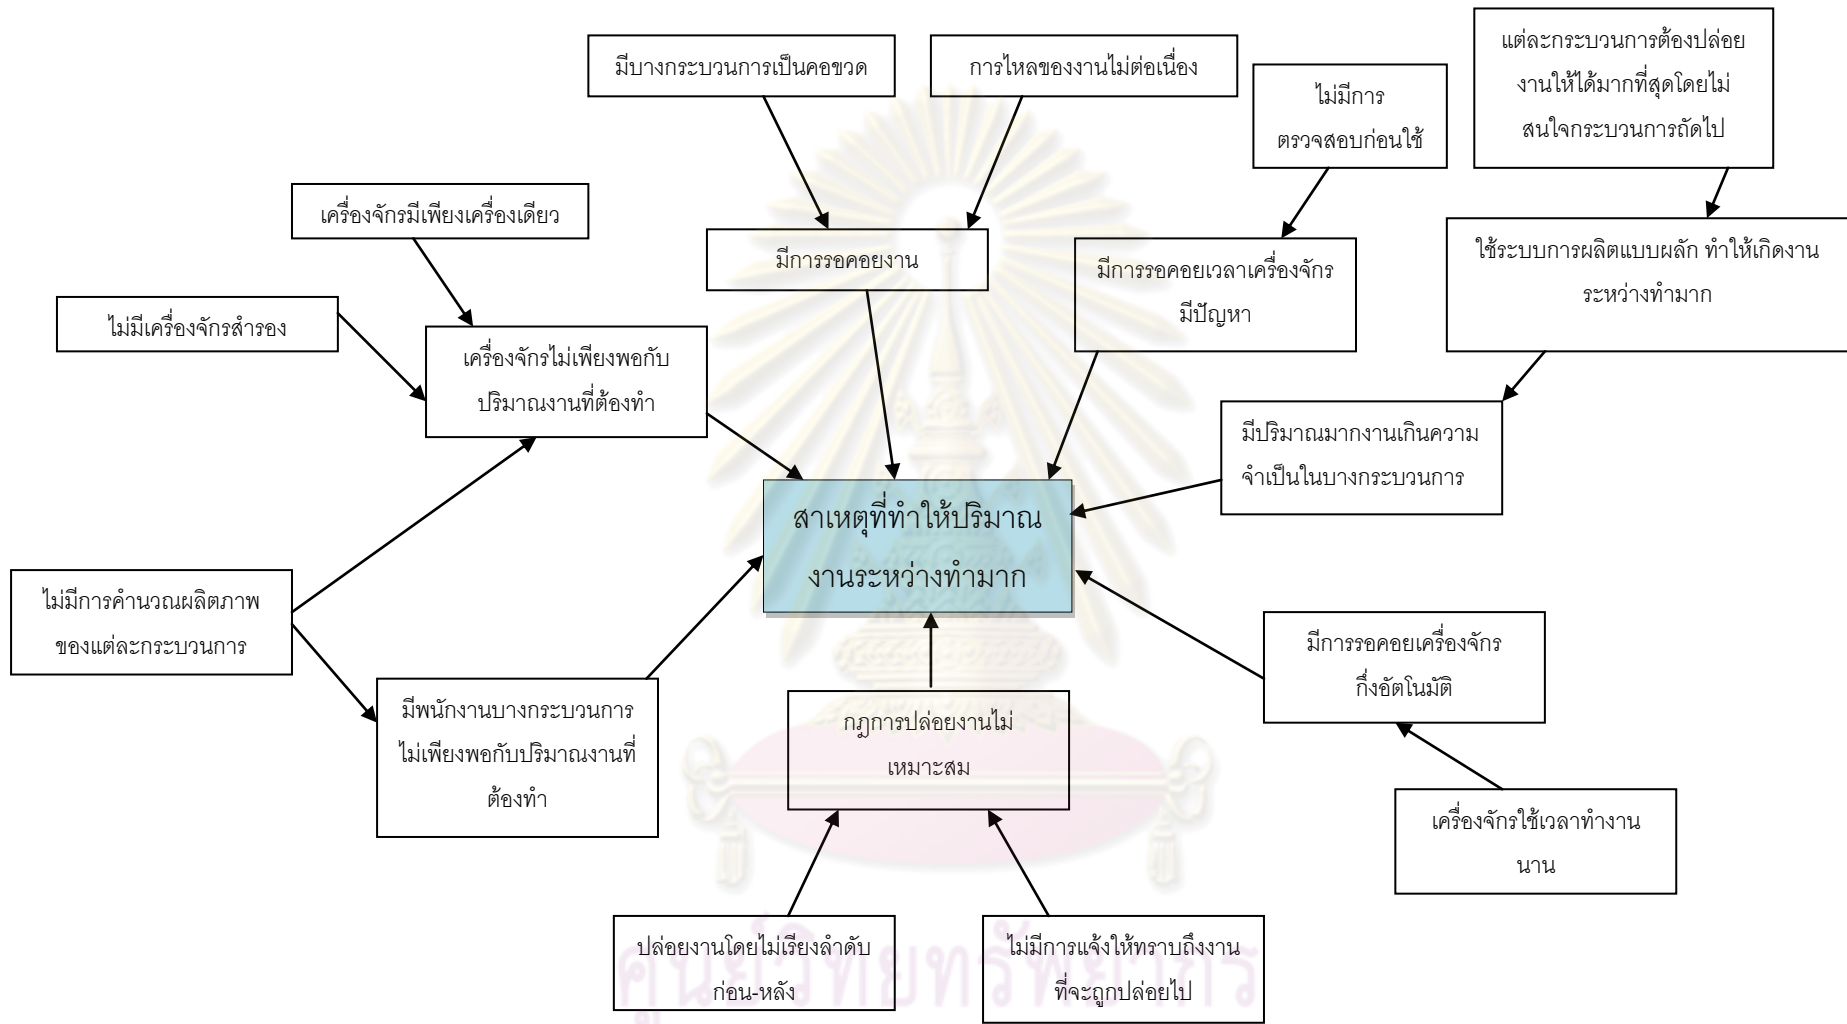 มีบางกระบวนการเป็นคอขวด
การไหลของงานไม่ต่อเนื่อง
ไม่มีการ
ตรวจสอบก่อนใช้
แต่ละกระบวนการต้องปล่อย
งานให้ได้มากที่สุดโดยไม่
สนใจกระบวนการถัดไป
เครื่องจักรมีเพียงเครื่องเดียว
มีการรอคอยงาน
มีการรอคอยเวลาเครื่องจักร
มีปัญหา
ใช้ระบบการผลิตแบบผลัก ทำให้เกิดงาน
ระหว่างทำมาก
ไม่มีเครื่องจักรสำรอง
เครื่องจักรไม่เพียงพอกับ
ปริมาณงานที่ต้องทำ
มีปริมาณมากงานเกินความ
จำเป็นในบางกระบวนการ
สาเหตุที่ทำให้ปริมาณ
งานระหว่างทำมาก
ไม่มีการคำนวณผลิตภาพ
ของแต่ละกระบวนการ
มีการรอคอยเครื่องจักร
กึ่งอัตโนมัติ
มีพนักงานบางกระบวนการ
ไม่เพียงพอกับปริมาณงานที่
ต้องทำ
กฎการปล่อยงานไม่
เหมาะสม
เครื่องจักรใช้เวลาทำงาน
นาน
ปล่อยงานโดยไม่เรียงลำดับ
ก่อน-หลัง
ไม่มีการแจ้งให้ทราบถึงงาน
ที่จะถูกปล่อยไป
ศูนย์วิทยทรัพยากร